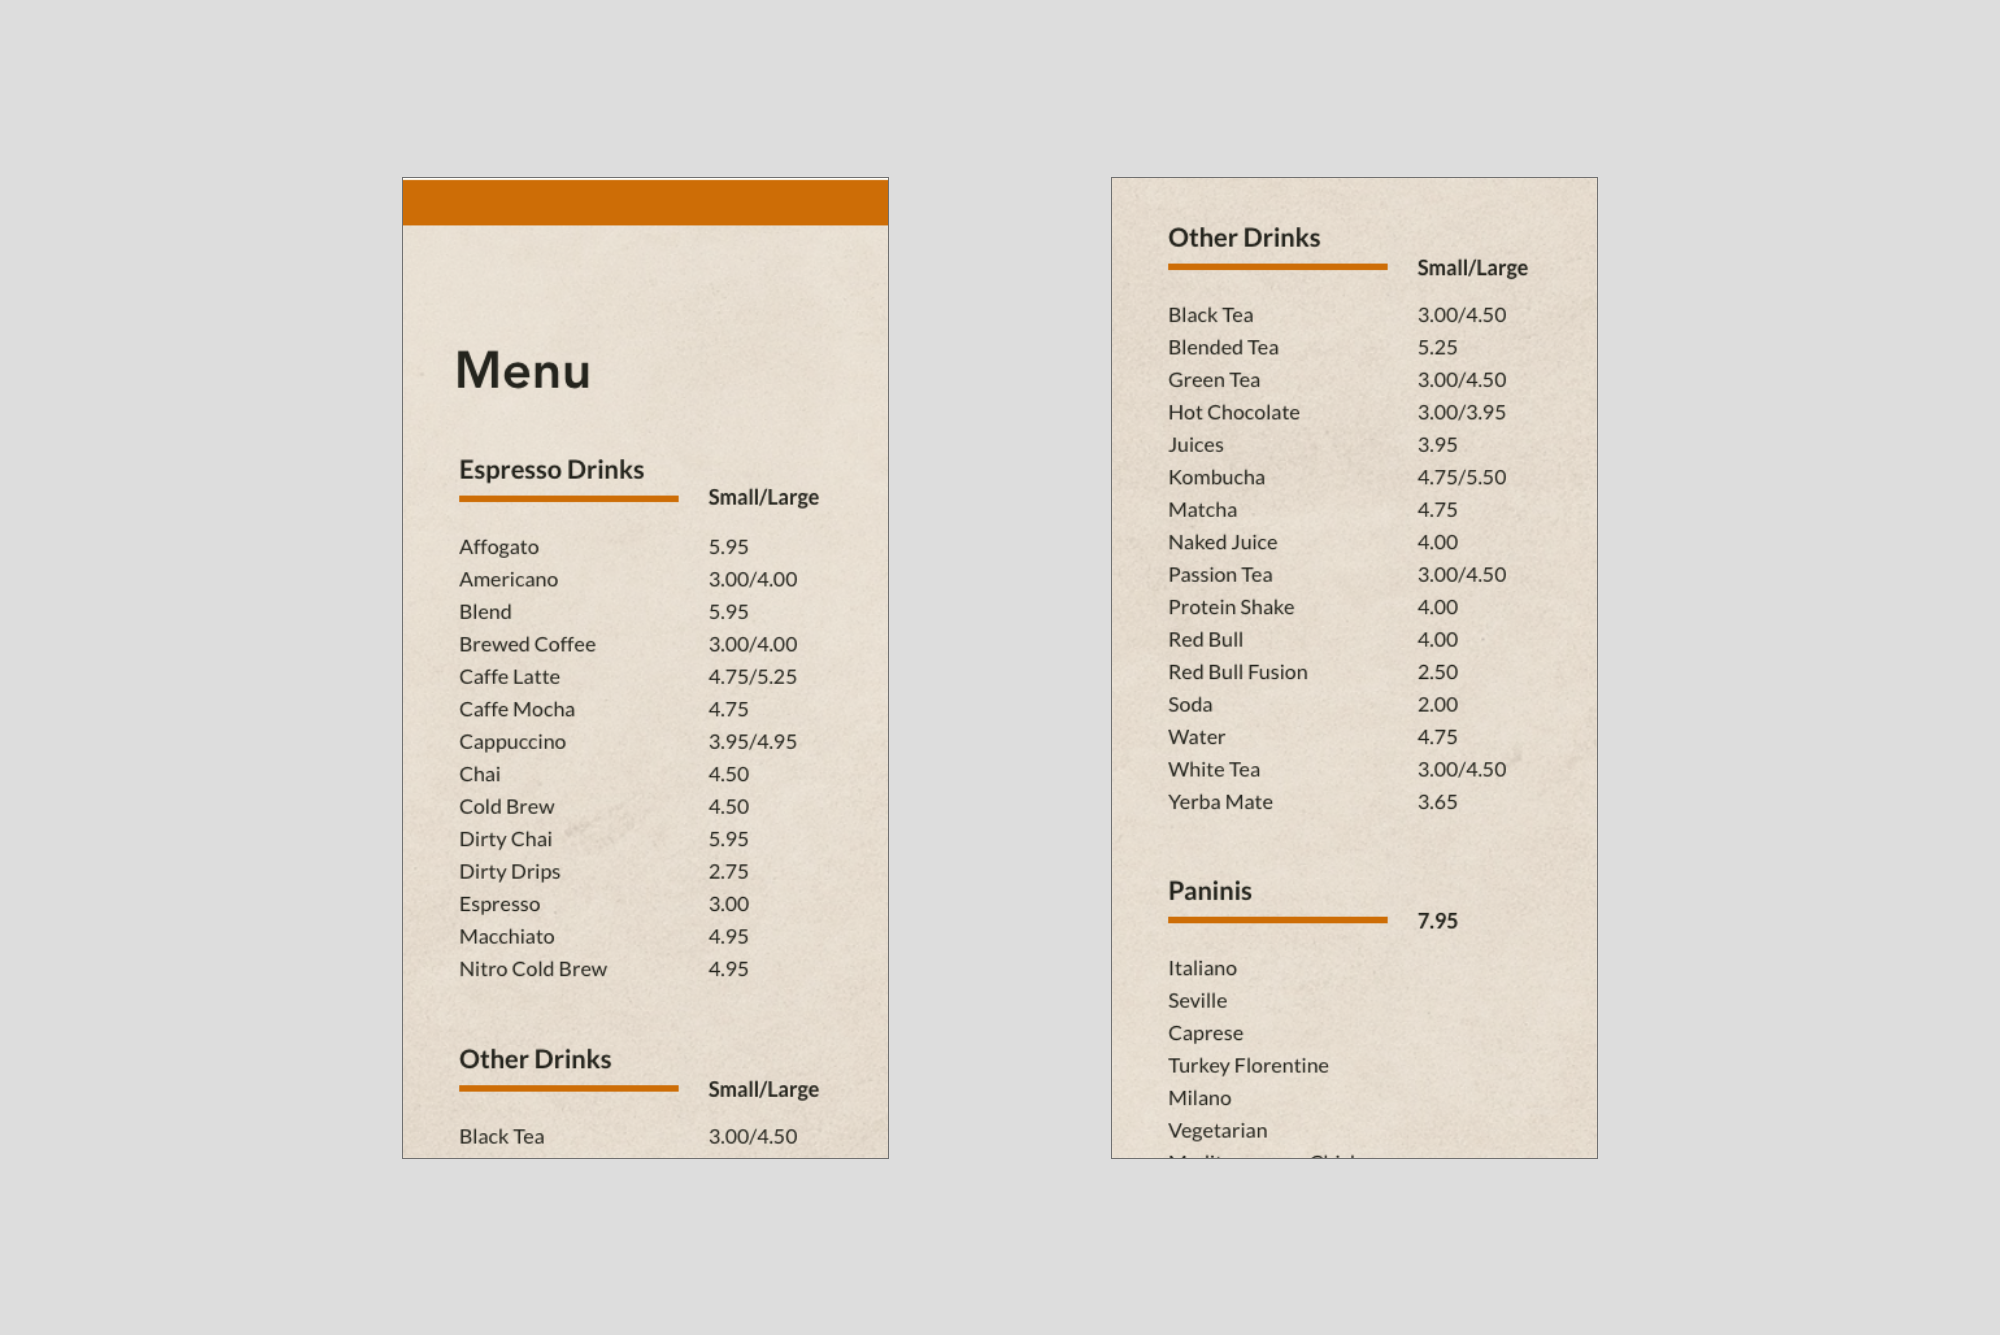 Menu
Espresso Drinks
Small/Large
Affogato 5.95
Americano 3.00/4.00
Blend 5.95
Brewed Coffee 3.00/4.00
Caffe Latte 4.75/5.25
Caffe Mocha 4.75
Cappuccino 3.95/4.95
Chai 4.50
Cold Brew 4.50
Dirty Chai 5.95
Dirty Drips 2.75
Espresso 3.00
Macchiato 4.95
Nitro Cold Brew 4.95
Other Drinks
Small/Large
Black Tea 3.00/4.50
Other Drinks
Small/Large
Black Tea 3.00/4.50
Blended Tea 5.25
Green Tea 3.00/4.50
Hot Chocolate 3.00/3.95
Juices 3.95
Kombucha 4.75/5.50
Matcha 4.75
Naked Juice 4.00
Passion Tea 3.00/4.50
Protein Shake 4.00
Red Bull 4.00
Red Bull Fusion 2.50
Soda 2.00
Water 4.75
White Tea 3.00/4.50
Yerba Mate 3.65
Paninis
7.95
Italiano
Seville
Caprese
Turkey Florentine
Milano
Vegetarian